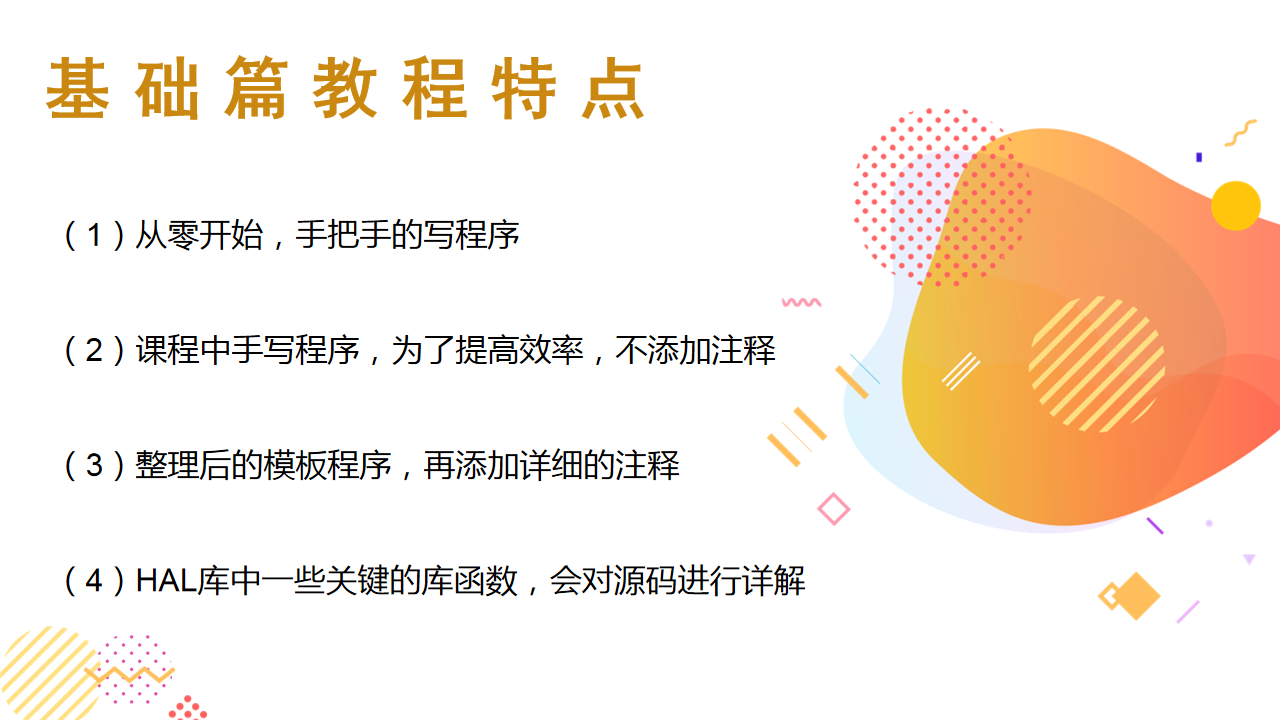 基础篇教程特点
（1）从零开始，手把手的写程序
（2）课程中手写程序，为了提高效率，不添加注释
（3）整理后的模板程序，再添加详细的注释
（4）HAL库中一些关键的库函数，会对源码进行详解